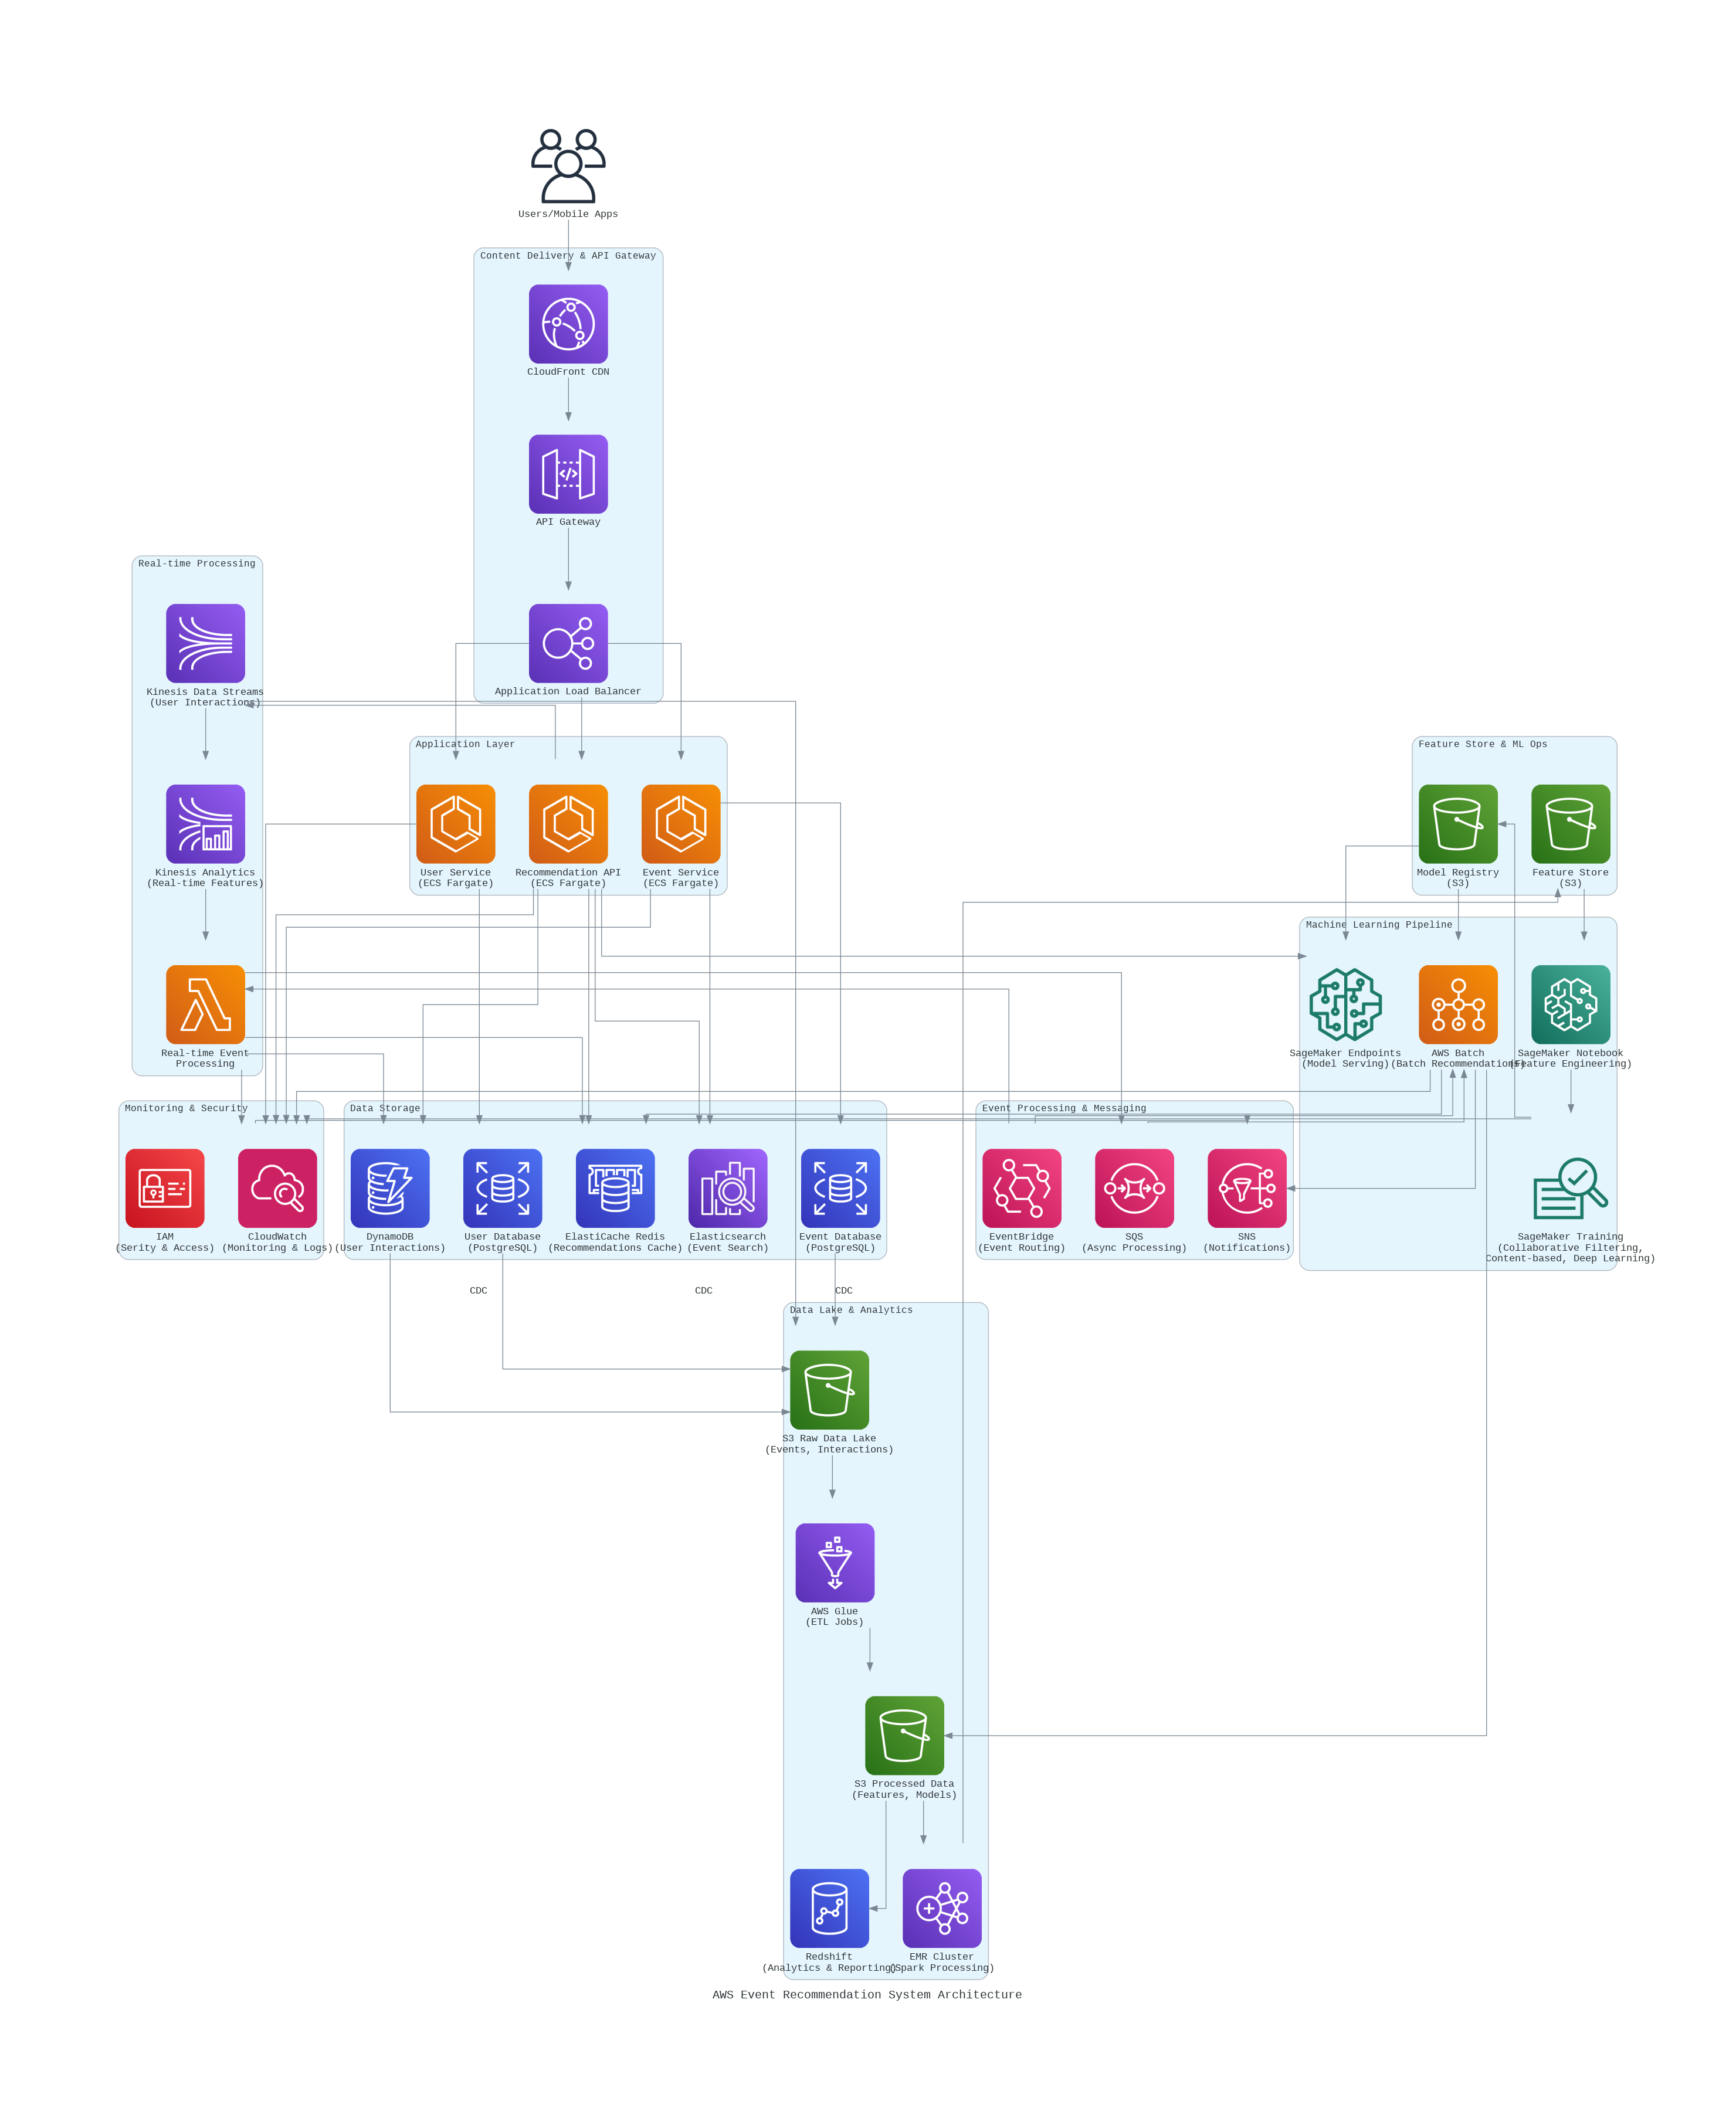 Users/Mobile Apps
Content Delivery & API Gateway
CloudFront CDN
API Gateway
Application Load Balancer
Real-time Processing
Kinesis Data Streams
(User Interactions)
Kinesis Analytics
(Real-time Features)
Real-time Event
Processing
Application Layer
User Service
(ECS Fargate)
Recommendation API
(ECS Fargate)
Event Service
(ECS Fargate)
Feature Store & ML Ops
Model Registry
(S3)
Feature Store
(S3)
Machine Learning Pipeline
SageMaker Endpoints
(Model Serving)
AWS Batch
(Batch Recommendations)
SageMaker Notebook
(Feature Engineering)
SageMaker Training
(Collaborative Filtering,
Content-based, Deep Learning)
Monitoring & Security
IAM
(Serity & Access)
CloudWatch
(Monitoring & Logs)
Data Storage
DynamoDB
(User Interactions)
User Database
(PostgreSQL)
ElastiCache Redis
(Recommendations Cache)
Elasticsearch
(Event Search)
Event Database
(PostgreSQL)
Event Processing & Messaging
EventBridge
(Event Routing)
SQS
(Async Processing)
SNS
(Notifications)
CDC
CDC
CDC
Data Lake & Analytics
S3 Raw Data Lake
(Events, Interactions)
AWS Glue
(ETL Jobs)
S3 Processed Data
(Features, Models)
Redshift
(Analytics & Reporting)
EMR Cluster
(Spark Processing)
AWS Event Recommendation System Architecture